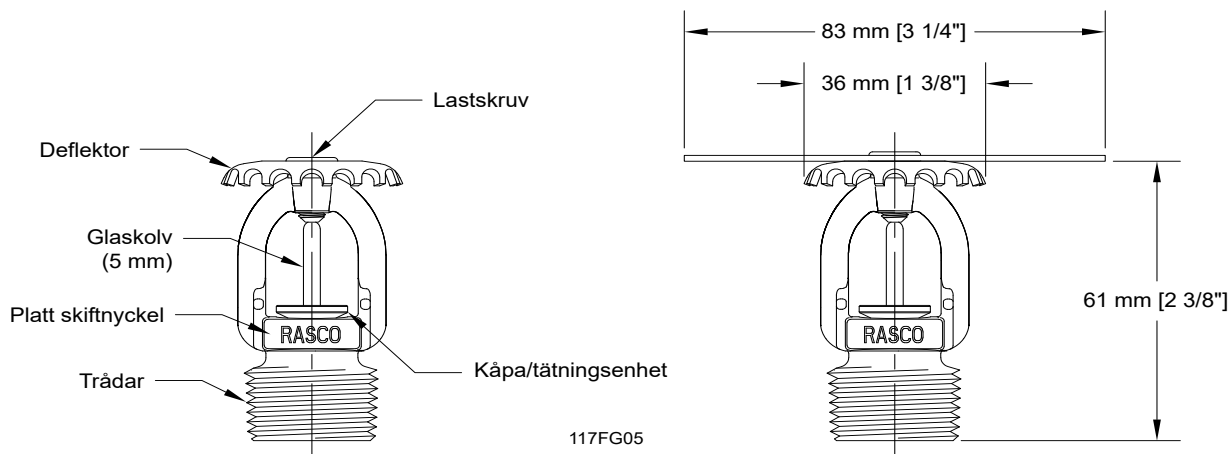 83 mm [3 1/4"]
36 mm [1 3/8"]
Lastskruv
Deflektor
Glaskolv
(5 mm)
61 mm [2 3/8"]
Platt skiftnyckel
RASCO
RASCO
Kåpa/tätningsenhet
Trådar
117FG05